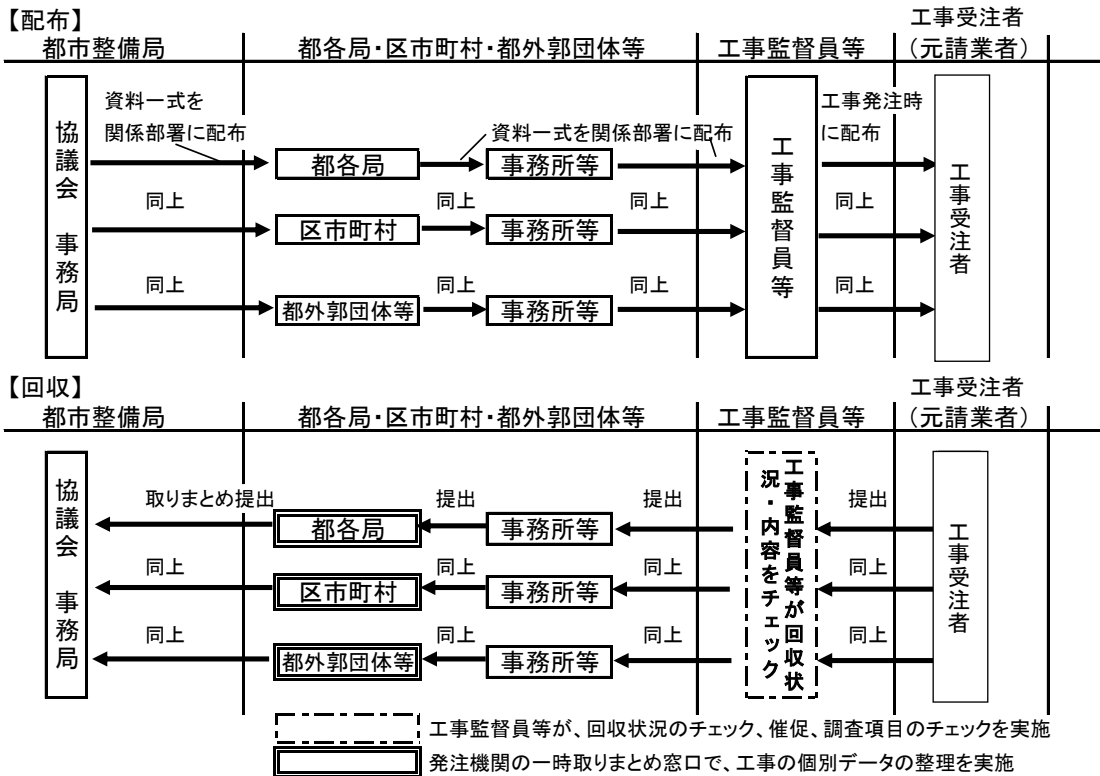 【配布】
都市整備局
都各局・区市町村・都外郭団体等
工事監督員等
工事受注者
（元請業者）
協議会　事務局
資料一式を
関係部署に配布
同上
同上
都各局
区市町村
都外郭団体等
資料一式を関係部署に配布
同上
同上
事務所等
事務所等
事務所等
同上
同上
工事監督員等
工事発注時
に配布
同上
同上
工事受注者
【回収】
都市整備局
都各局・区市町村・都外郭団体等
工事監督員等
工事受注者
（元請業者）
協議会　事務局
取りまとめ提出
同上
同上
都各局
区市町村
都外郭団体等
提出
同上
同上
事務所等
事務所等
事務所等
提出
同上
同上
工事監督員等が回収状
況・内容をチェック
提出
同上
同上
工事受注者
工事監督員等が、回収状況のチェック、催促、調査項目のチェックを実施
発注機関の一時取りまとめ窓口で、工事の個別データの整理を実施